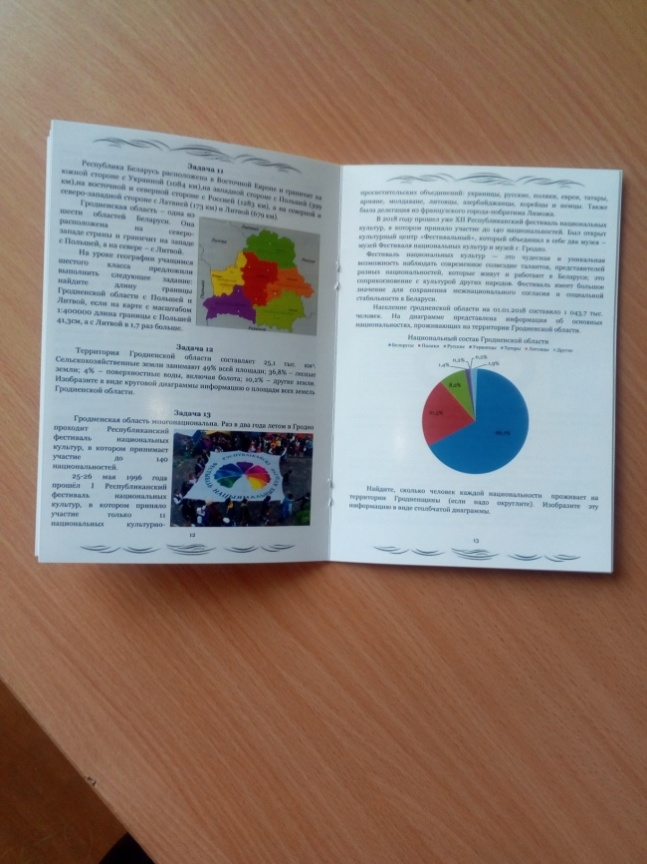 Задача 11
Республика Беларусь расположена в Восточной Европе и граничит на
южной стороне с Украиной (1084 км),на западной стороне с Польшей (399
км),на восточной и северной стороне с Россией (1283 км), а на северной и
северо-западной стороне с Латвией (173 км) и Литвой (679 км)
Гродненская область – одна из
шести областей Беларуси. Она
расположена на северо-
западе страны и граничит на западе
с Польшей, а на севере – с Литвой.
На уроке географии учащимся
шестого класса предложили
выполнить следующее задание:
найдите длину границы
Гродненской области с Польшей и
Литвой, если на карте с масштабом
1:400000 длина границы с Польшей
41,3см, а с Литвой в 1,7 раз больше.
Задача 12
Территория Гродненской области составляет 25,1 тыс. км².
Сельскохозяйственные земли занимают 49% всей площади; 36,8% – лесные
земли; 4% – поверхностные воды, включая болота; 10,2% – другие земли.
Изобразите в виде круговой диаграммы информацию о площади всех земель
Гродненской области.
Задача 13
Гродненская область многонациональна. Раз в два года летом в Гродно
проходит Республиканский
фестиваль национальных
культур, в котором принимает
участие до 140
национальностей.
25-26 мая 1996 года
прошёл I Республиканский
фестиваль национальных
культур, в котором приняло
участие только 11
национальных культурно-
12
просветительских объединений: украинцы, русские, поляки, евреи, татары,
армяне, молдаване, литовцы, азербайджанцы, корейцы и немцы. Также
была делегация из французского города-побратима Лиможа.
В 2018 году прошел уже XII Республиканский фестиваль национальных
культур, в котором приняло участие до 140 национальностей. Был открыт
культурный центр «Фестивальный», который объединил в себе два музея –
музей Фестиваля национальных культур и музей г. Гродно.
Фестиваль национальных культур — это чудесная и уникальная
возможность наблюдать современное созвездие талантов, представителей
разных национальностей, которые живут и работают в Беларуси; это
соприкосновение с культурой других народов. Фестиваль имеет большое
значение для сохранения межнационального согласия и социальной
стабильности в Беларуси.
Население гродненской области на 01.01.2018 составляло 1 043,7 тыс.
человек. На диаграмме представлена информация об основных
национальностях, проживающих на территории Гродненской области.
Национальный состав Гродненской области
Белорусы Поляки Русские Украинцы Татары Литовцы Другие
1,4% 0,2% 0,2% 1,9%
8,2%
21,5%
66,7%
Найдите, сколько человек каждой национальности проживает на
территории Гродненщины (если надо округлите). Изобразите эту
информацию в виде столбчатой диаграммы.
13